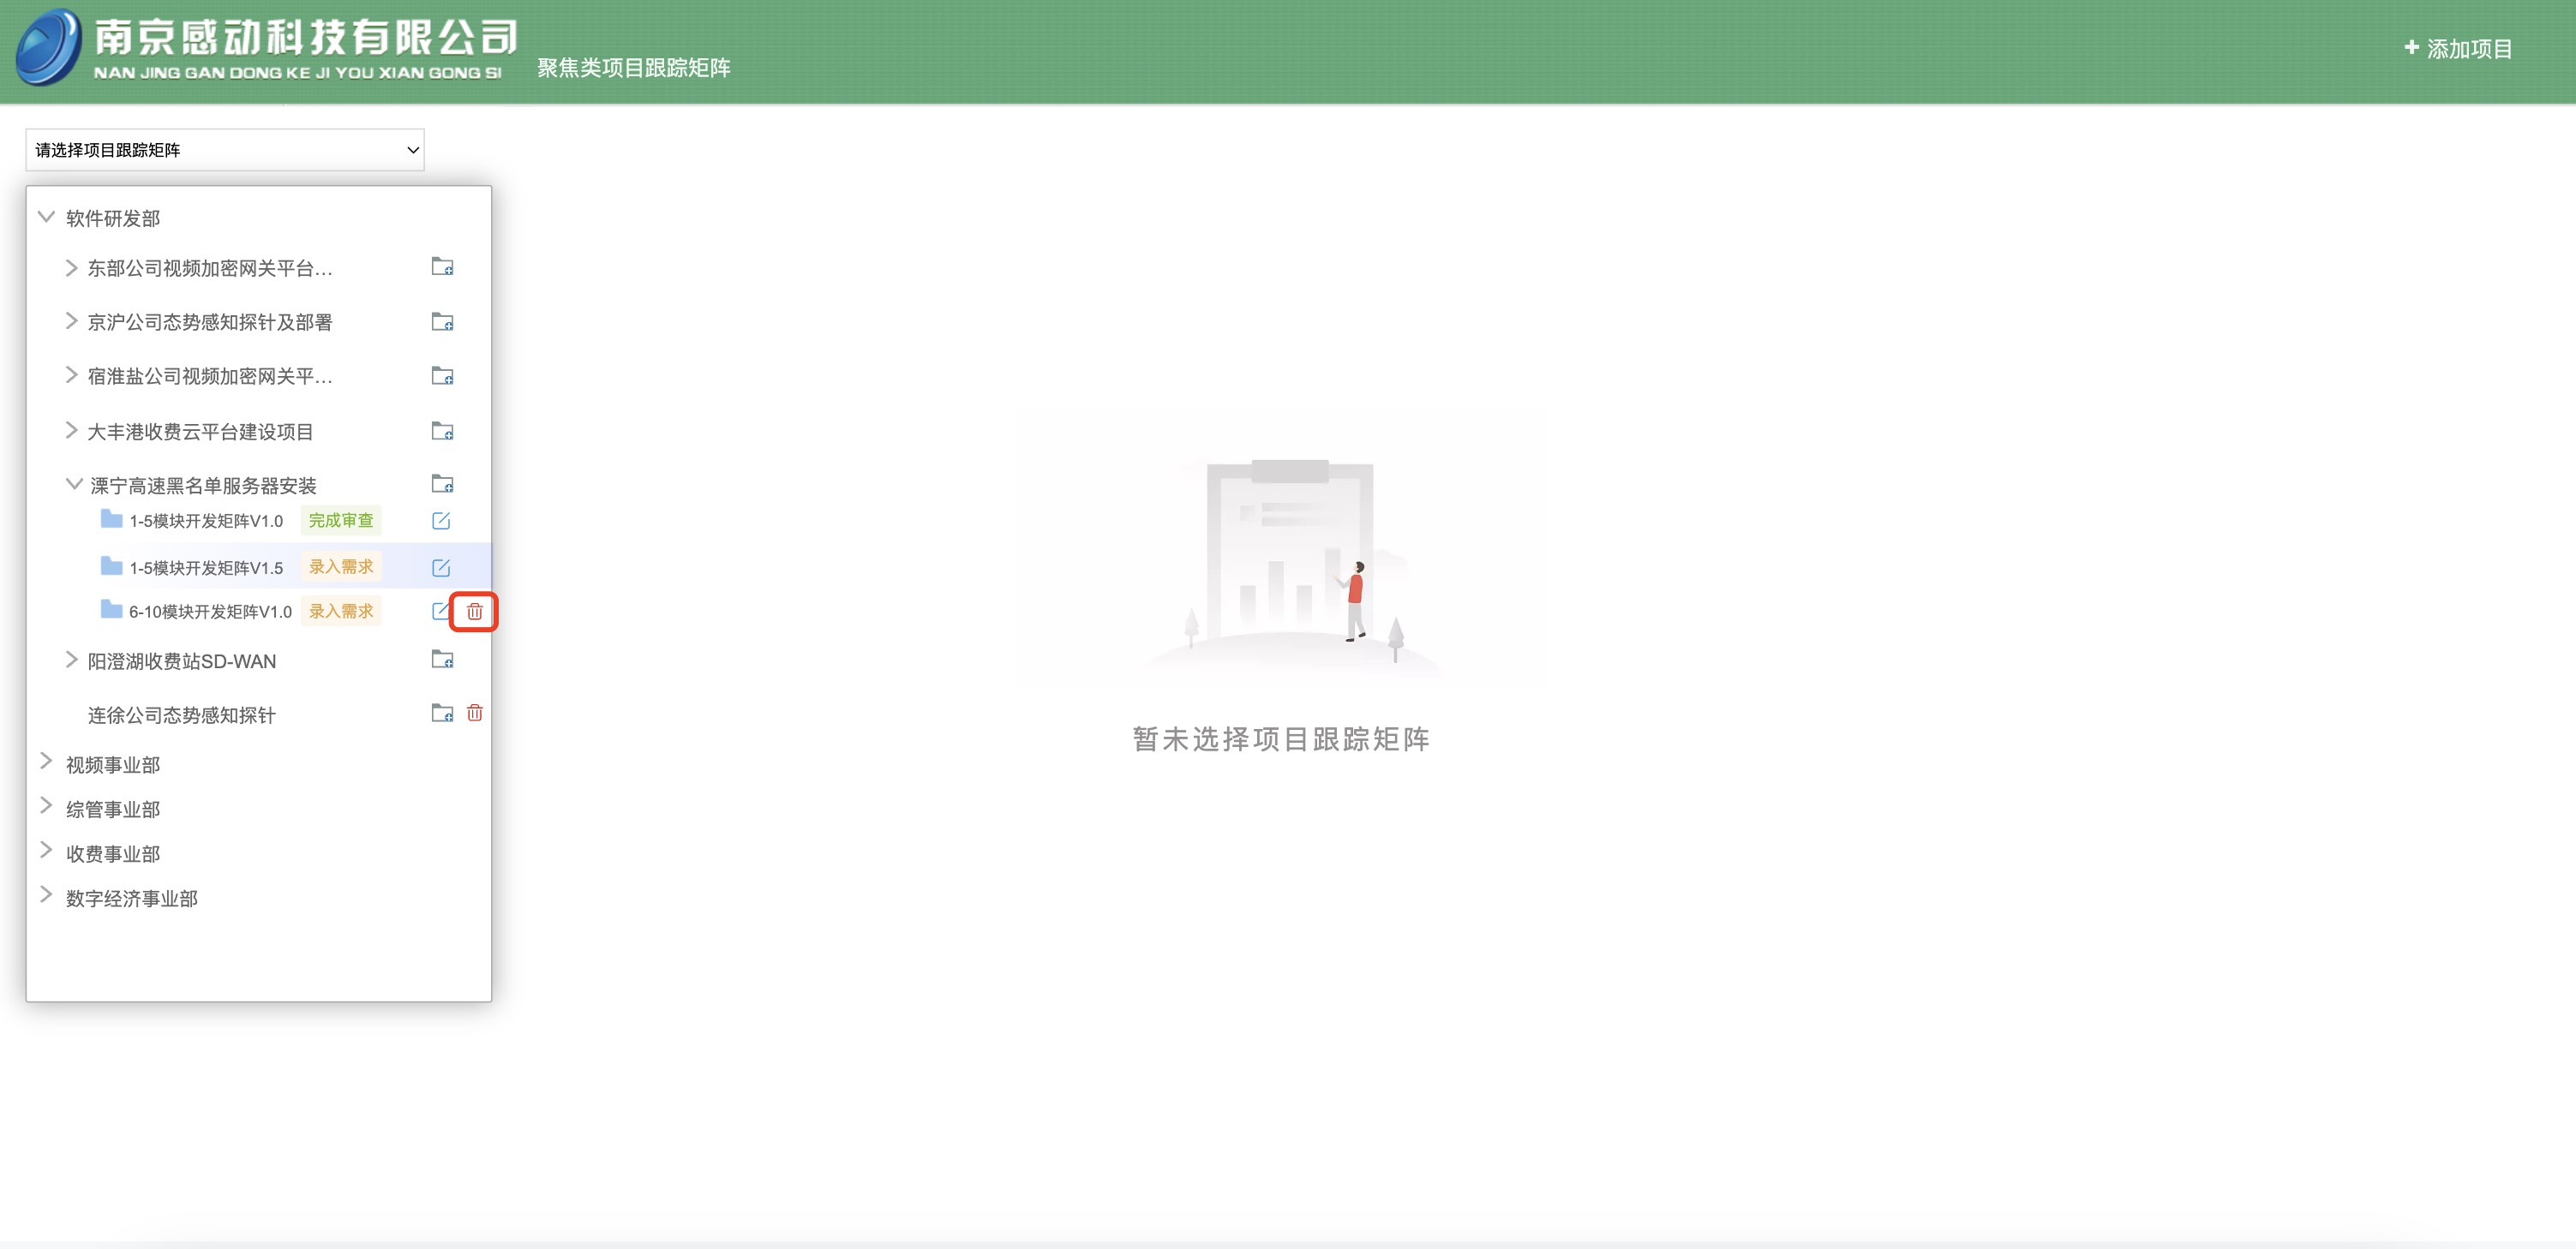 南京感动科技有限公司
NAN JING GAN DONG KE JI YOU XIAN GONG SI
聚焦类项目跟踪矩阵
添加项目
请选择项目跟踪矩阵
软件研发部
东部公司视频加密网关平台...
京沪公司态势感知探针及部署
宿淮盐公司视频加密网关平...
大丰港收费云平台建设项目
溧宁高速黑名单服务器安装
1-5模块开发矩阵V1.0 完成审查
1-5模块开发矩阵V1.5 录入需求
6-10模块开发矩阵V1.0 录入需求
阳澄湖收费站SD-WAN
连徐公司态势感知探针
视频事业部
综管事业部
收费事业部
数字经济事业部
暂未选择项目跟踪矩阵